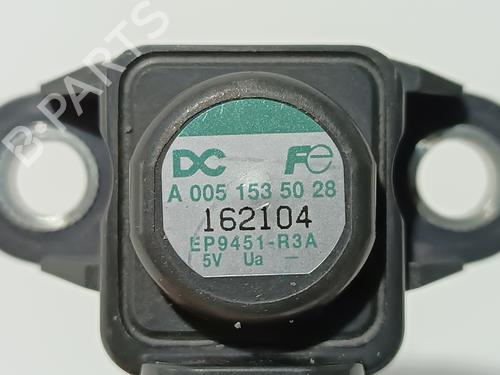 B-PARTS
DC Fe
A 005 153 50 28
162104
EP9451-R3A
5V Ua —